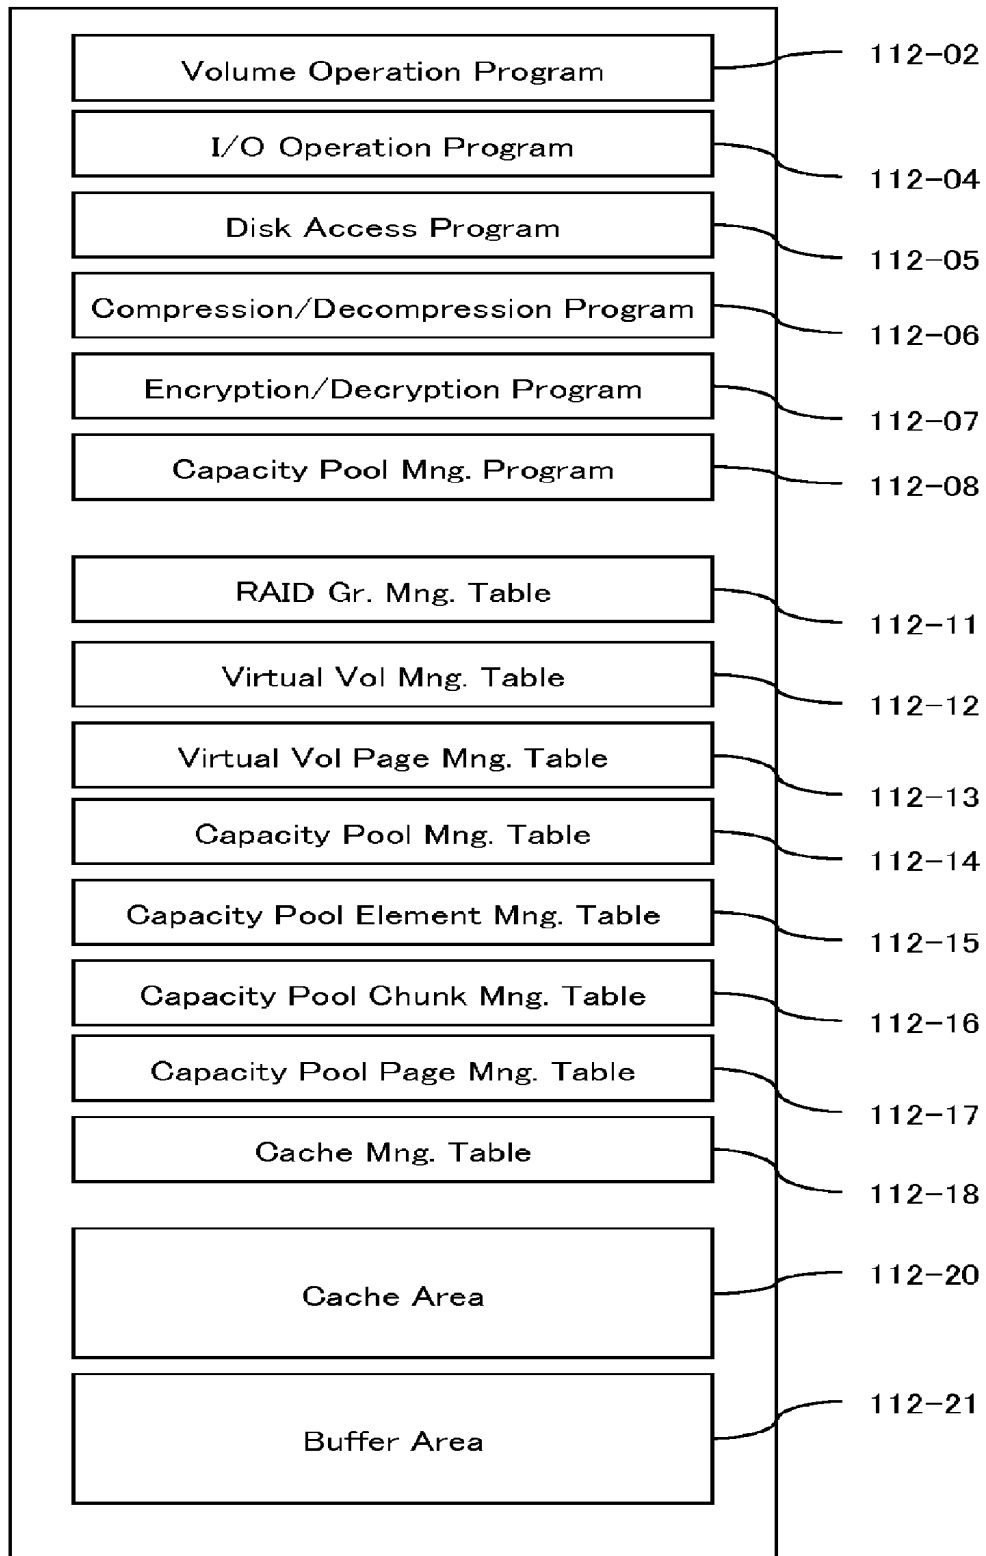 Volume Operation Program
112-02
I/O Operation Program
112-04
Disk Access Program
112-05
Compression/Decompression Program
112-06
Encryption/Decryption Program
112-07
Capacity Pool Mng. Program
112-08
RAID Gr. Mng. Table
112-11
Virtual Vol Mng. Table
112-12
Virtual Vol Page Mng. Table
112-13
Capacity Pool Mng. Table
112-14
Capacity Pool Element Mng. Table
112-15
Capacity Pool Chunk Mng. Table
112-16
Capacity Pool Page Mng. Table
112-17
Cache Mng. Table
112-18
Cache Area
112-20
Buffer Area
112-21